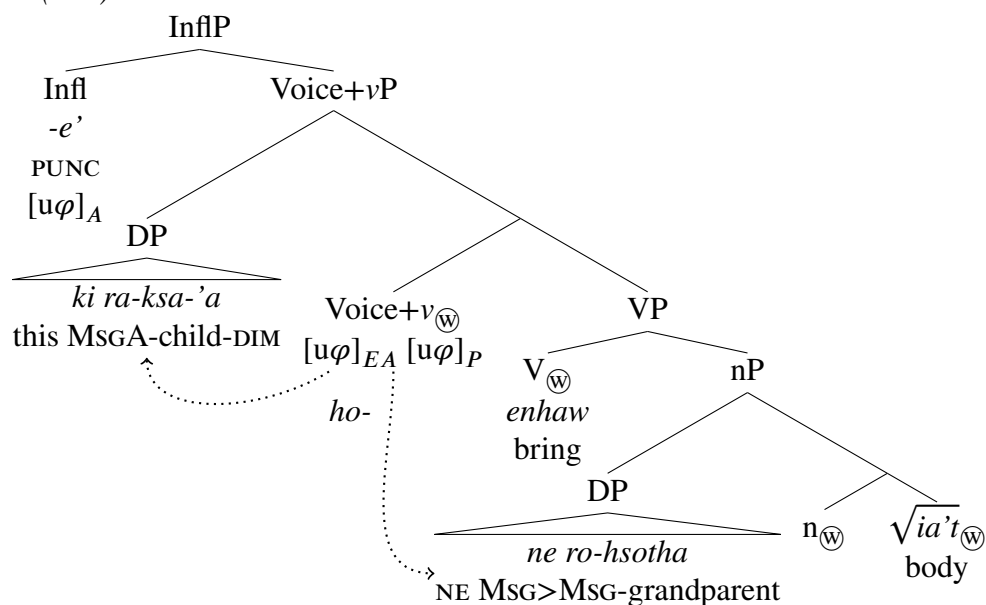 InflP
Infl Voice+vP
-e’
PUNC
[uφ]A
DP
ki ra-ksa-’a Voice+vⓌ VP
this MsgA-child-DIM [uφ]EA [uφ]P VⓌ nP
ho- enhaw
bring
DP nⓌ √ia’tⓌ
ne ro-hsotha body
NE Msg>Msg-grandparent